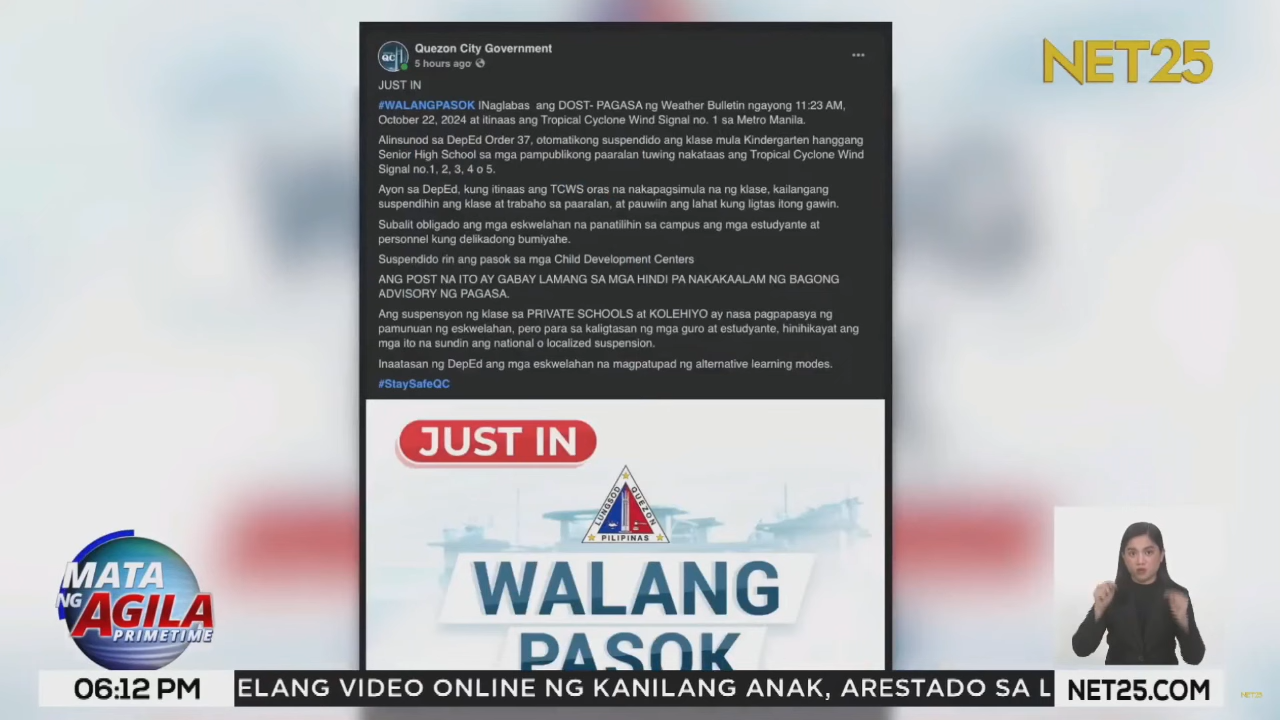 Quezon City Government
5 hours ago
NET25
JUST IN
#WALANGPASOK INaglabas ang DOST- PAGASA ng Weather Bulletin ngayong 11:23 AM,
October 22, 2024 at itinaas ang Tropical Cyclone Wind Signal no. 1 sa Metro Manila.
Alinsunod sa DepEd Order 37, otomatikong suspendido ang klase mula Kindergarten hanggang
Senior High School sa mga pampublikong paaralan tuwing nakataas ang Tropical Cyclone Wind
Signal no.1, 2, 3, 4 o 5.
Ayon sa DepEd, kung itinaas ang TCWS oras na nakapagsimula na ng klase, kailangang
suspendihin ang klase at trabaho sa paaralan, at pauwiin ang lahat kung ligtas itong gawin.
Subalit obligado ang mga eskwelahan na panatilihin sa campus ang mga estudyante at
personnel kung delikadong bumiyahe.
Suspendido rin ang pasok sa mga Child Development Centers
ANG POST NA ITO AY GABAY LAMANG SA MGA HINDI PA NAKAKAALAM NG BAGONG
ADVISORY NG PAGASA.
Ang suspensyon ng klase sa PRIVATE SCHOOLS at KOLEHIYO ay nasa pagpapasya ng
pamunuan ng eskwelahan, pero para sa kaligtasan ng mga guro at estudyante, hinihikayat ang
mga ito na sundin ang national o localized suspension.
Inaatasan ng DepEd ang mga eskwelahan na magpatupad ng alternative learning modes.
#StaySafeQC
JUST IN
LUNGSOD QUEZON
PILIPINAS
WALANG
PASOK
MATA
NG AGILA
PRIMETIME
06:12 PM
ELANG VIDEO ONLINE NG KANILANG ANAK, ARESTADO SA L
NET25.COM
NET25